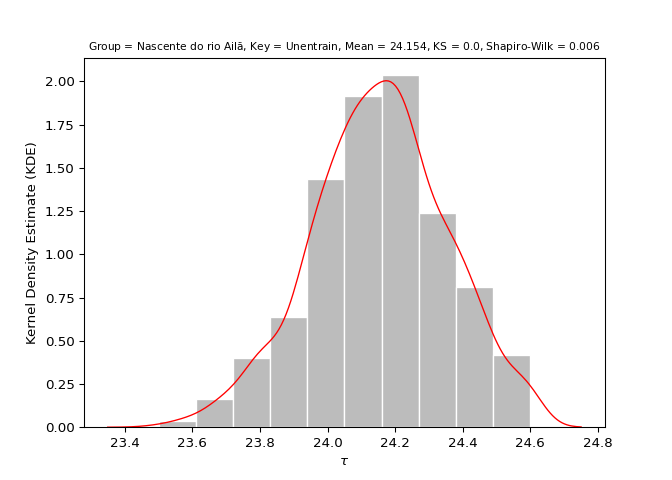 Group = Nascente do rio Ailã, Key = Unentrain, Mean = 24.154, KS = 0.0, Shapiro-Wilk = 0.006
2.00
1.75
1.50
1.25
1.00
0.75
0.50
0.25
0.00
Kernel Density Estimate (KDE)
23.4 23.6 23.8 24.0 24.2 24.4 24.6 24.8
τ